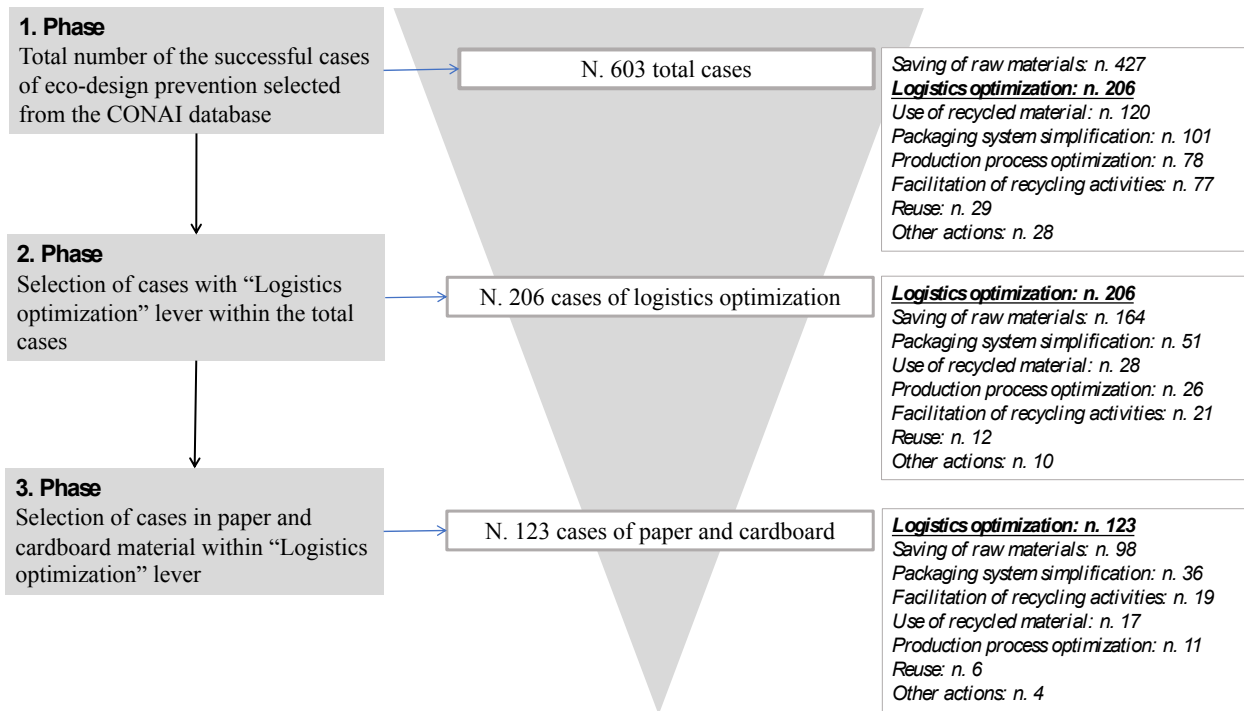 1. Phase
Total number of the successful cases
of eco-design prevention selected
from the CONAI database
N. 603 total cases
Saving of raw materials: n. 427
Logistics optimization: n. 206
Use of recycled material: n. 120
Packaging system simplification: n. 101
Production process optimization: n. 78
Facilitation of recycling activities: n. 77
Reuse: n. 29
Other actions: n. 28
2. Phase
Selection of cases with “Logistics
optimization” lever within the total
cases
N. 206 cases of logistics optimization
Logistics optimization: n. 206
Saving of raw materials: n. 164
Packaging system simplification: n. 51
Use of recycled material: n. 28
Production process optimization: n. 26
Facilitation of recycling activities: n. 21
Reuse: n. 12
Other actions: n. 10
3. Phase
Selection of cases in paper and
cardboard material within “Logistics
optimization” lever
N. 123 cases of paper and cardboard
Logistics optimization: n. 123
Saving of raw materials: n. 98
Packaging system simplification: n. 36
Facilitation of recycling activities: n. 19
Use of recycled material: n. 17
Production process optimization: n. 11
Reuse: n. 6
Other actions: n. 4